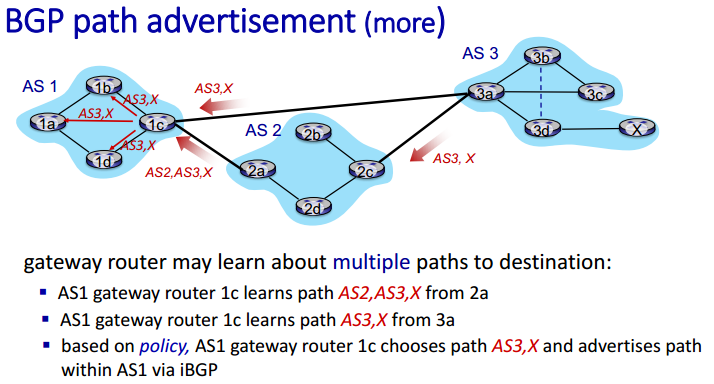 BGP path advertisement (more)
AS 3
3b
AS 1
1b
AS3,X
3a
3c
AS3,X
AS3,X
1a
1c
AS 2
2b
3d
X
AS3,X
1d
AS3, X
AS2,AS3,X
2a
2c
2d
gateway router may learn about multiple paths to destination:
▪ AS1 gateway router 1c learns path AS2,AS3,X from 2a
▪ AS1 gateway router 1c learns path AS3,X from 3a
▪ based on policy, AS1 gateway router 1c chooses path AS3,X and advertises path
within AS1 via iBGP